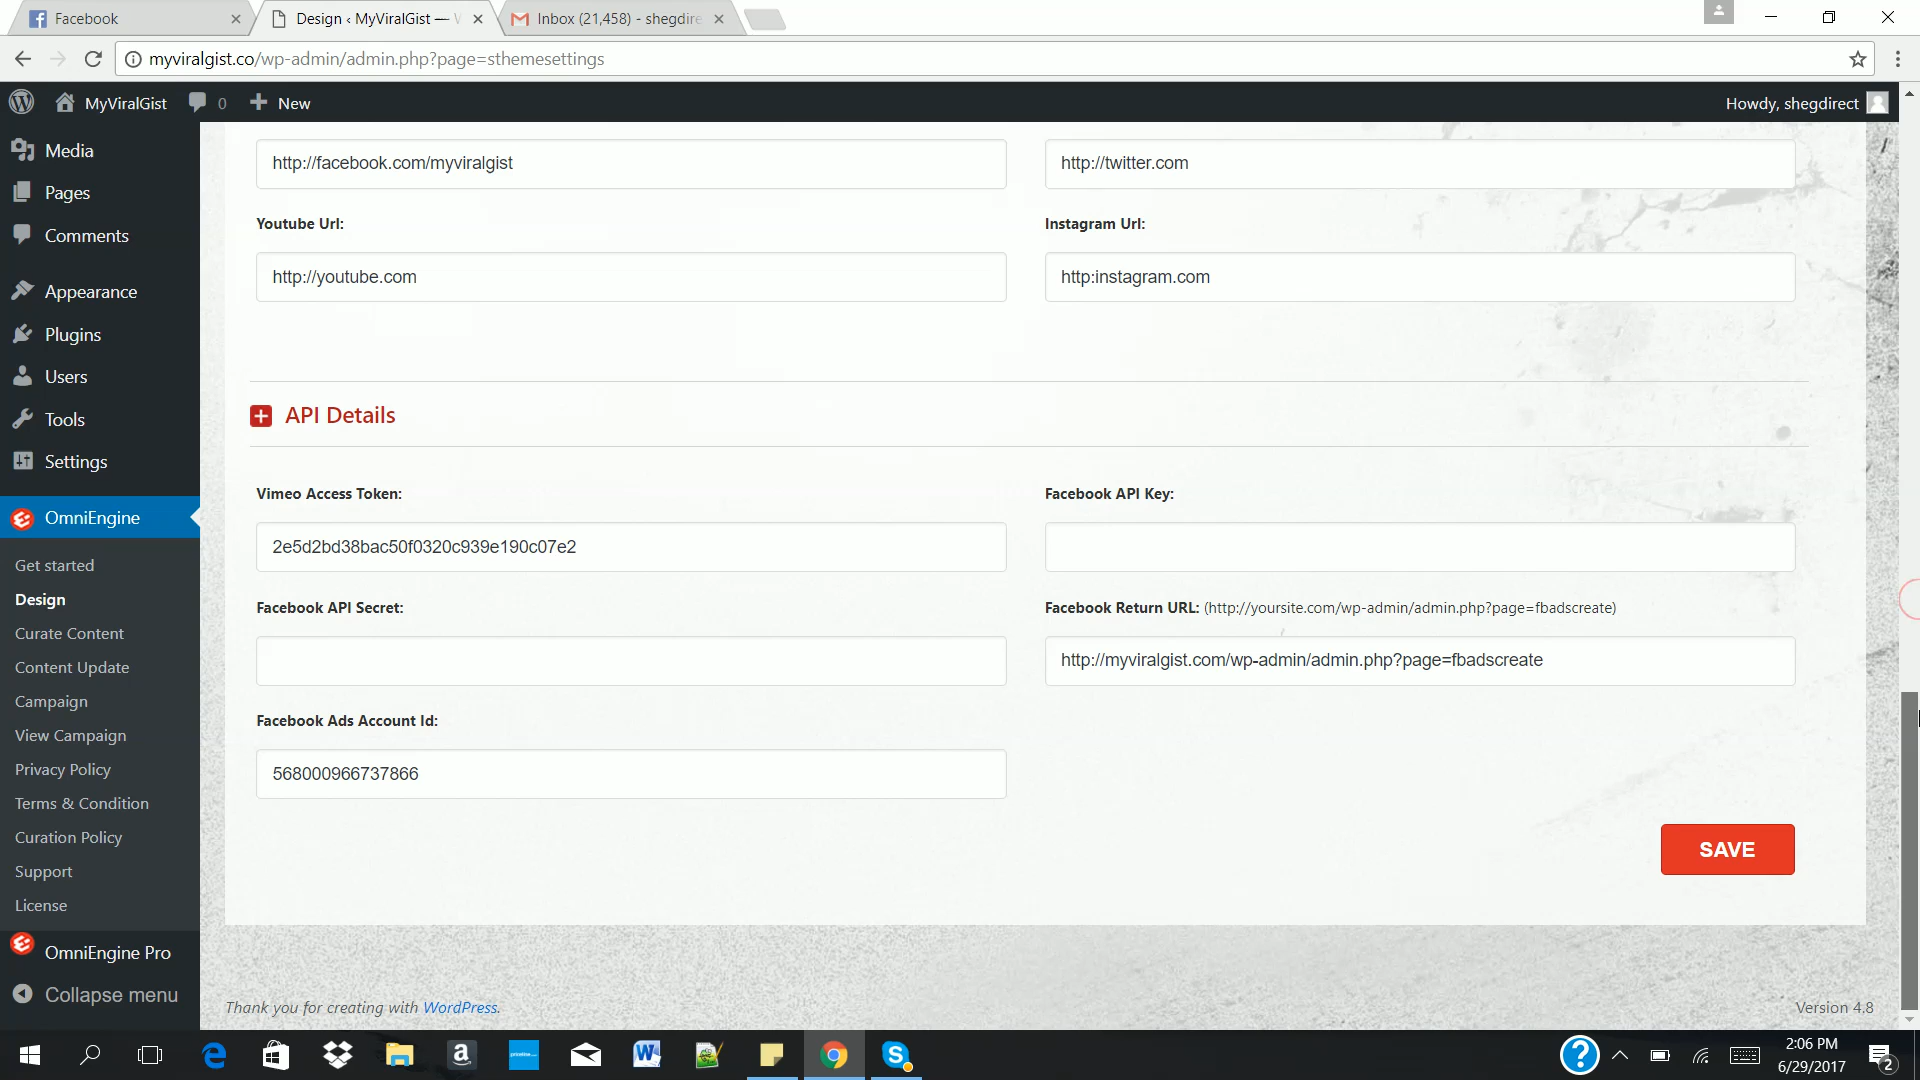 Facebook
Design ‹ MyViralGist —
Inbox (21,458) - shegdire
myviralgist.co/wp-admin/admin.php?page=sthemesettings
MyViralGist 0 New Howdy, shegdirect
Media
Pages
Comments
Appearance
Plugins
Users
Tools
Settings
OmniEngine
Get started
Design
Curate Content
Content Update
Campaign
View Campaign
Privacy Policy
Terms & Condition
Curation Policy
Support
License
OmniEngine Pro
Collapse menu
http://facebook.com/myviralgist
http://twitter.com
Youtube Url:
Instagram Url:
http://youtube.com
http:instagram.com
API Details
Vimeo Access Token:
Facebook API Key:
2e5d2bd38bac50f0320c939e190c07e2
Facebook API Secret:
Facebook Return URL: (http://yoursite.com/wp-admin/admin.php?page=fbadscreate)
http://myviralgist.com/wp-admin/admin.php?page=fbadscreate
Facebook Ads Account Id:
568000966737866
SAVE
Thank you for creating with WordPress.
Version 4.8
2:06 PM
6/29/2017
2